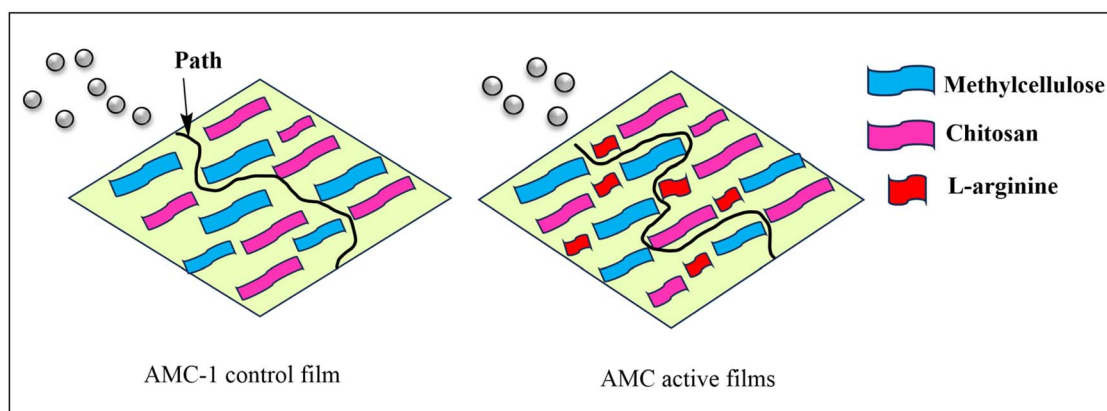 Path
Methylcellulose
Chitosan
L-arginine
AMC-1 control film
AMC active films